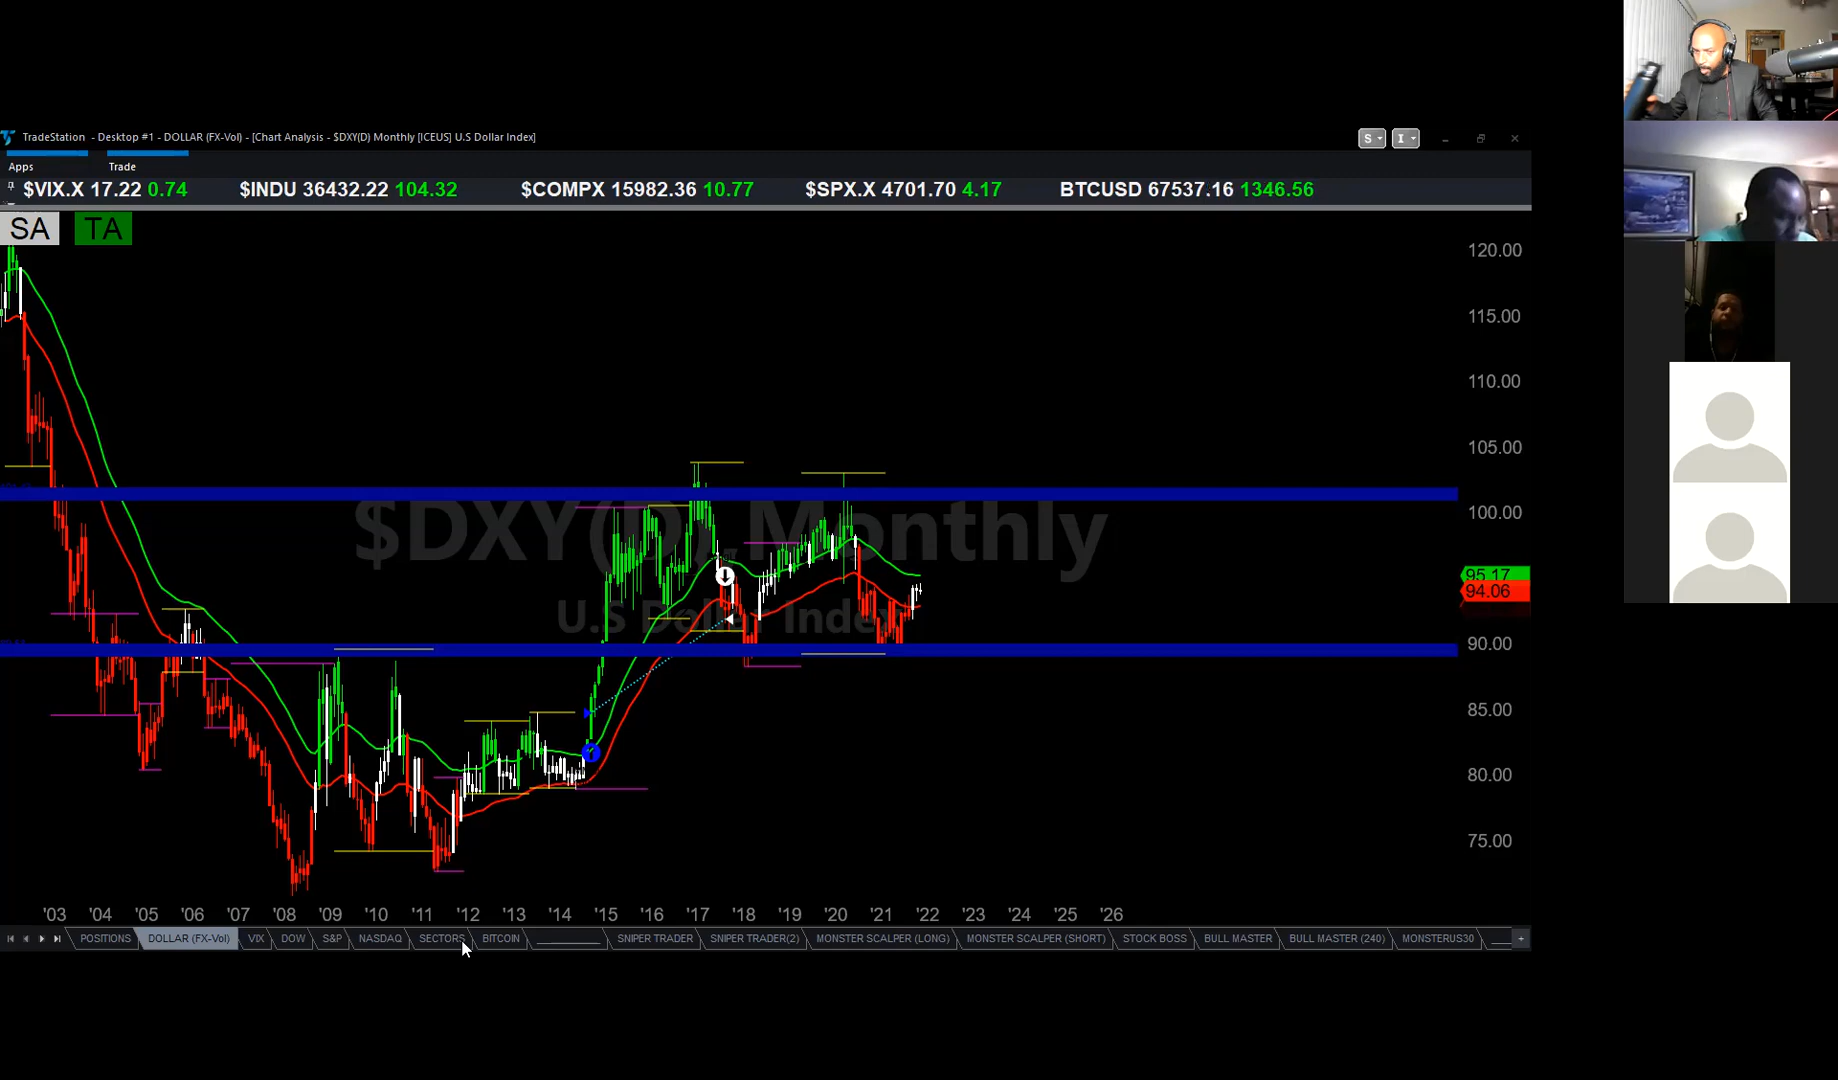 TradeStation - Desktop #1 - DOLLAR (FX-Vol) - [Chart Analysis - $DXY(D) Monthly [ICEUS] U.S Dollar Index]
S I
Apps Trade
$VIX.X 17.22 0.74 $INDU 36432.22 104.32 $COMPX 15982.36 10.77 $SPX.X 4701.70 4.17 BTCUSD 67537.16 1346.56
SA TA
120.00
115.00
110.00
105.00
100.00
$DXY(D),Monthly
95.17
94.06
U.S Dollar Index
90.00
85.00
80.00
75.00
'03 '04 '05 '06 '07 '08 '09 '10 '11 '12 '13 '14 '15 '16 '17 '18 '19 '20 '21 '22 '23 '24 '25 '26
POSITIONS DOLLAR (FX-Vol) VIX DOW S&P NASDAQ SECTORS BITCOIN SNIPER TRADER SNIPER TRADER(2) MONSTER SCALPER (LONG) MONSTER SCALPER (SHORT) STOCK BOSS BULL MASTER BULL MASTER (240) MONSTERUS30 +